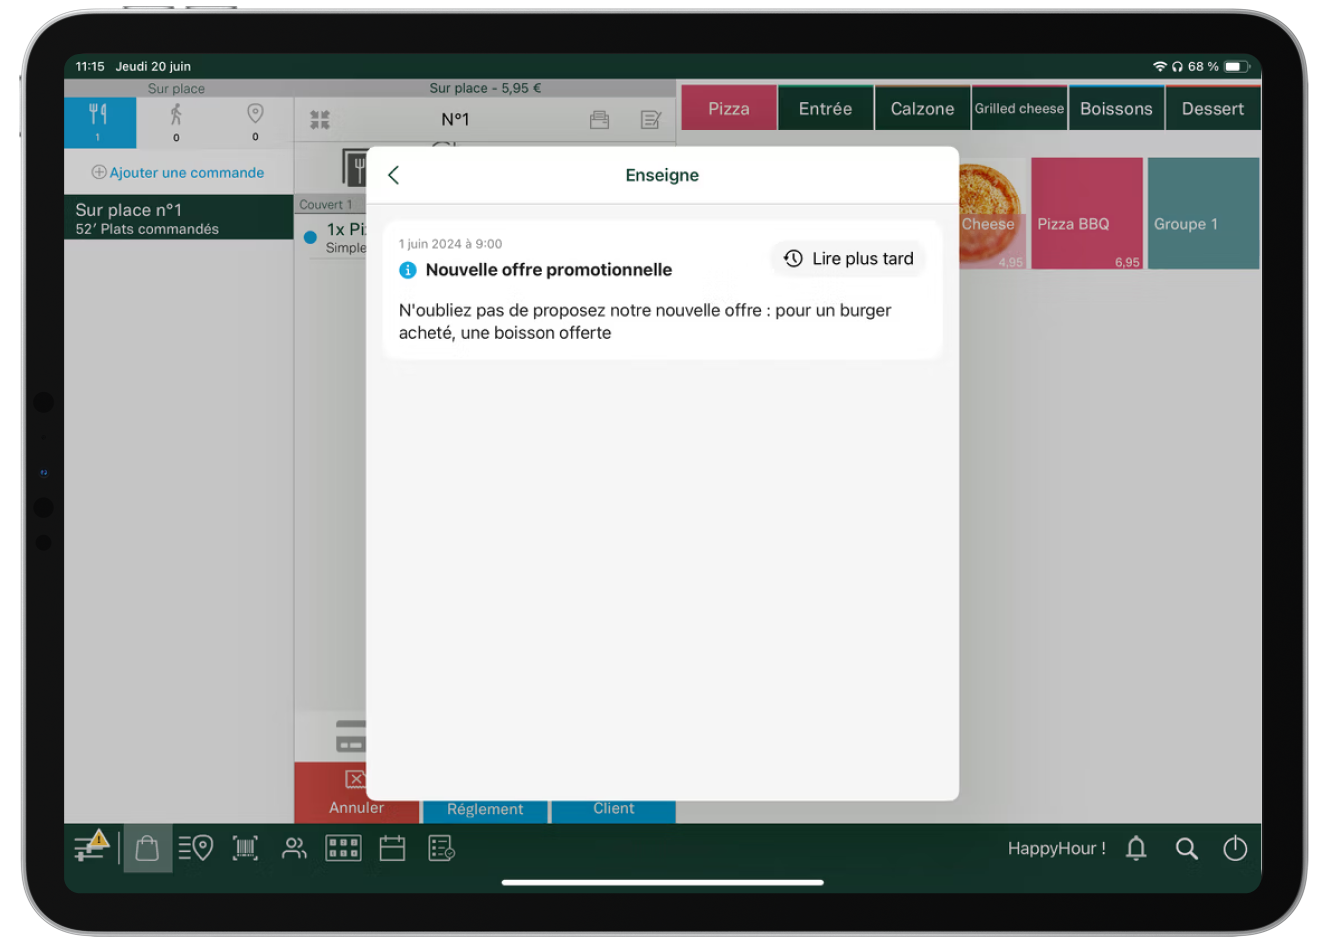 11:15 Jeudi 20 juin
68 %
Sur place
Sur place - 5,95 €
1
0
0
N°1
Pizza
Entrée
Calzone
Grilled cheese
Boissons
Dessert
Ajouter une commande
Sur place n°1
52’ Plats commandés
Couvert 1
1x Pi
Simple
Enseigne
1 juin 2024 à 9:00
Nouvelle offre promotionnelle
Lire plus tard
N'oubliez pas de proposez notre nouvelle offre : pour un burger
acheté, une boisson offerte
Cheese
4,95
Pizza BBQ
6,95
Groupe 1
Annuler
Réglement
Client
HappyHour !